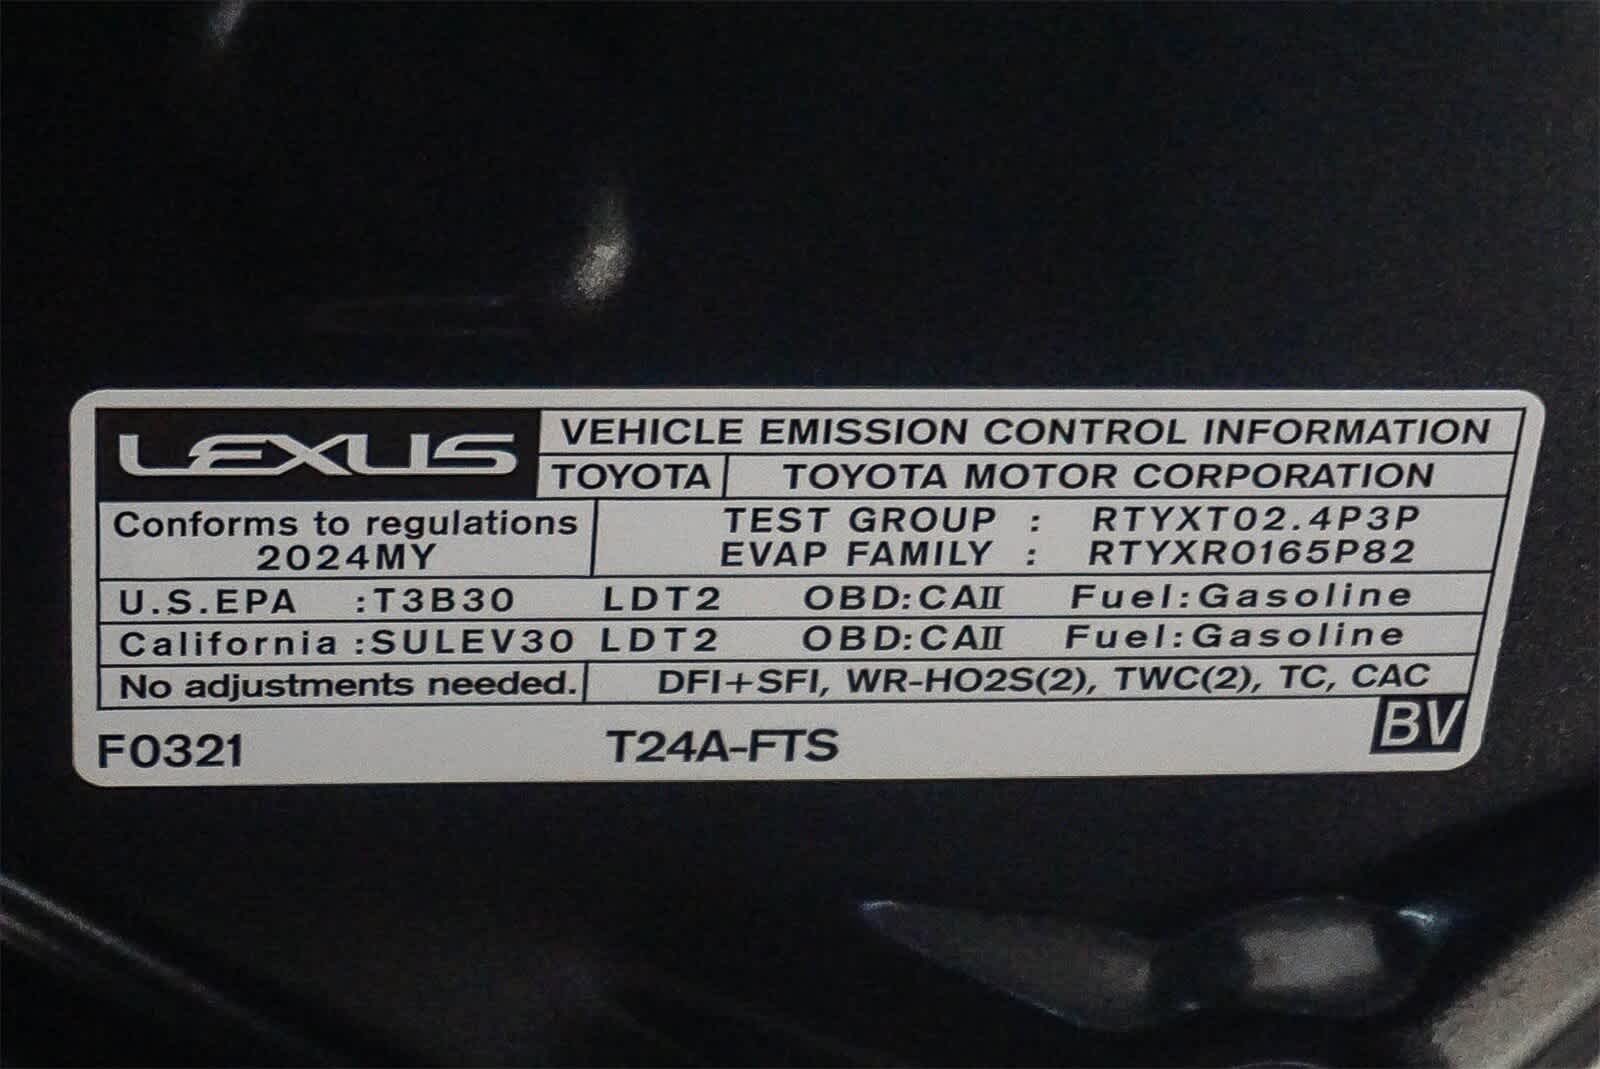 LEXUS VEHICLE EMISSION CONTROL INFORMATION
TOYOTA TOYOTA MOTOR CORPORATION
Conforms to regulations TEST GROUP : RTYXT02.4P3P
2024MY EVAP FAMILY : RTYXR0165P82
U.S.EPA :T3B30 LDT2 OBD:CAII Fuel:Gasoline
California :SULEV30 LDT2 OBD:CAII Fuel:Gasoline
No adjustments needed. DFI+SFI, WR-HO2S(2), TWC(2), TC, CAC
F0321 T24A-FTS BV